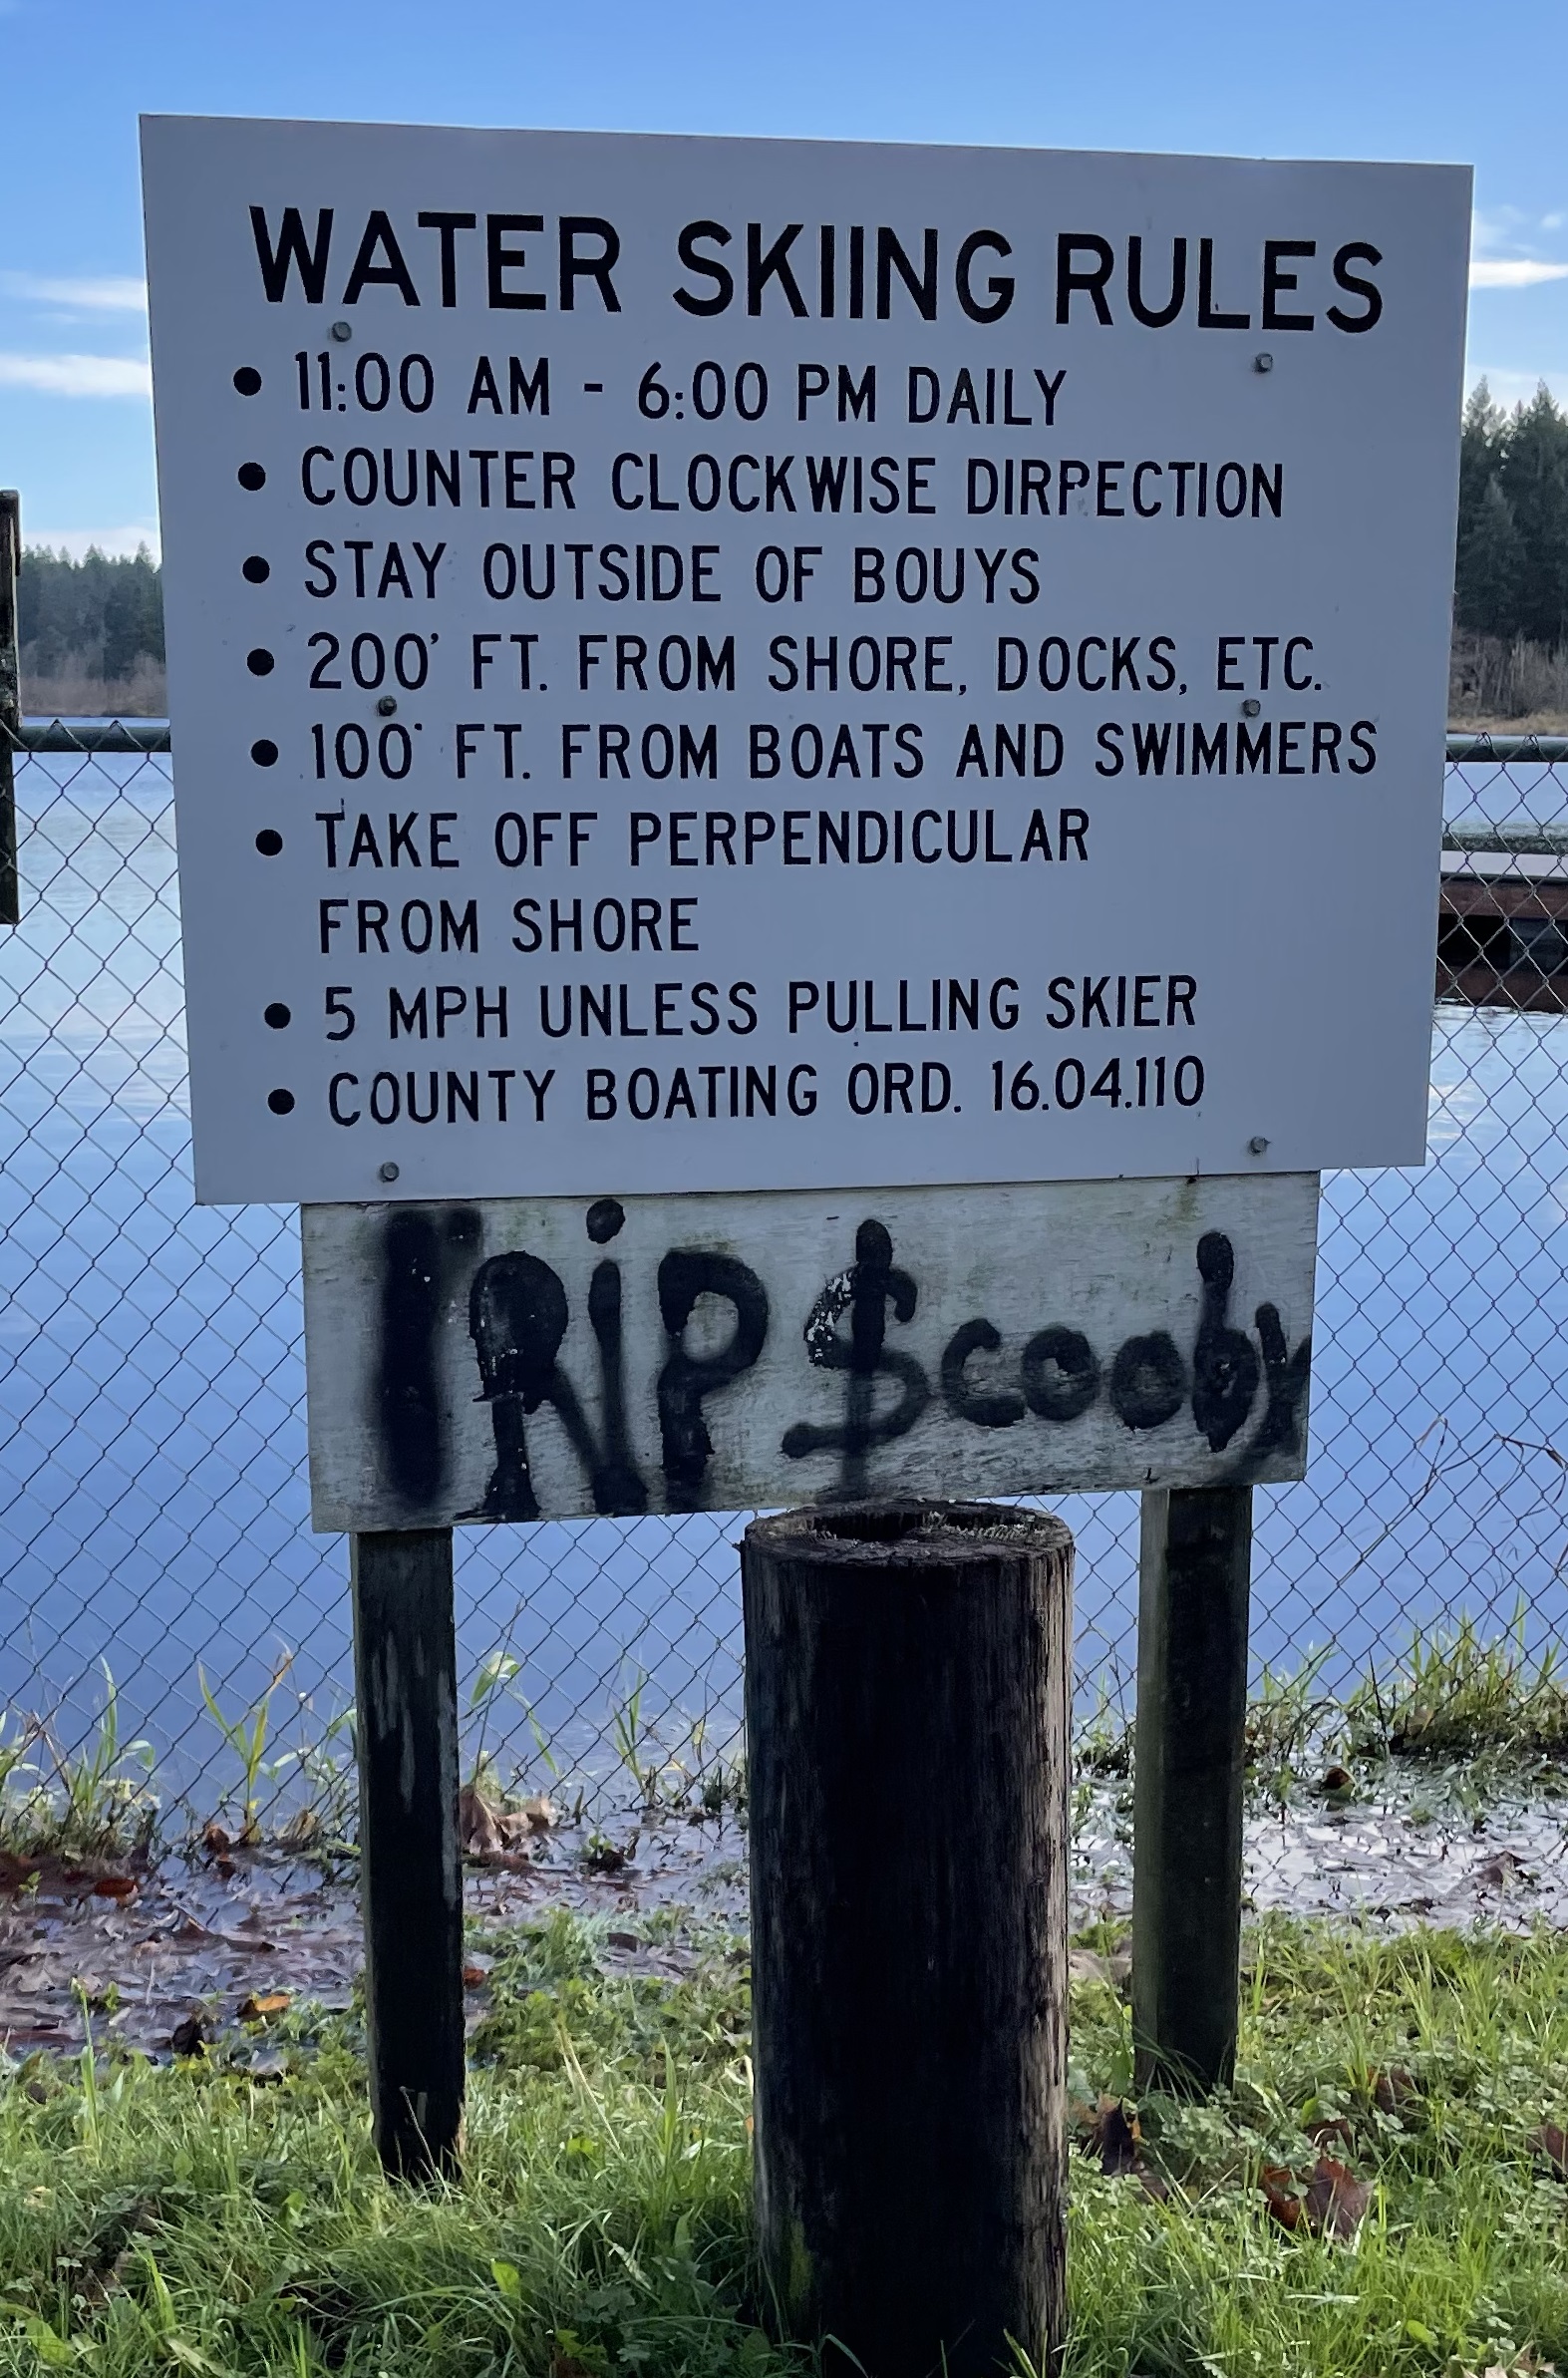 WATER SKIING RULES
• 11:00 AM - 6:00 PM DAILY
• COUNTER CLOCKWISE DIRPECTION
• STAY OUTSIDE OF BOUYS
• 200' FT. FROM SHORE, DOCKS, ETC.
• 100' FT. FROM BOATS AND SWIMMERS
• TAKE OFF PERPENDICULAR
FROM SHORE
• 5 MPH UNLESS PULLING SKIER
• COUNTY BOATING ORD. 16.04.110
RiP $cooby